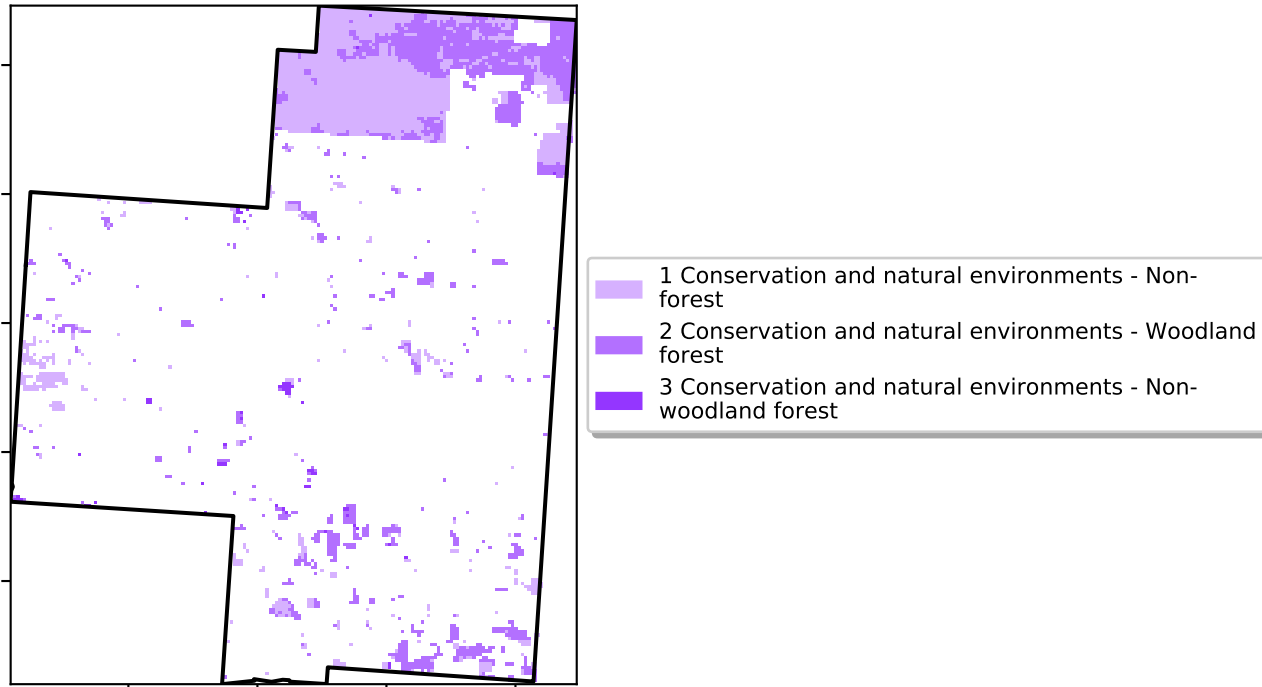 1 Conservation and natural environments - Non-
forest
2 Conservation and natural environments - Woodland
forest
3 Conservation and natural environments - Non-
woodland forest